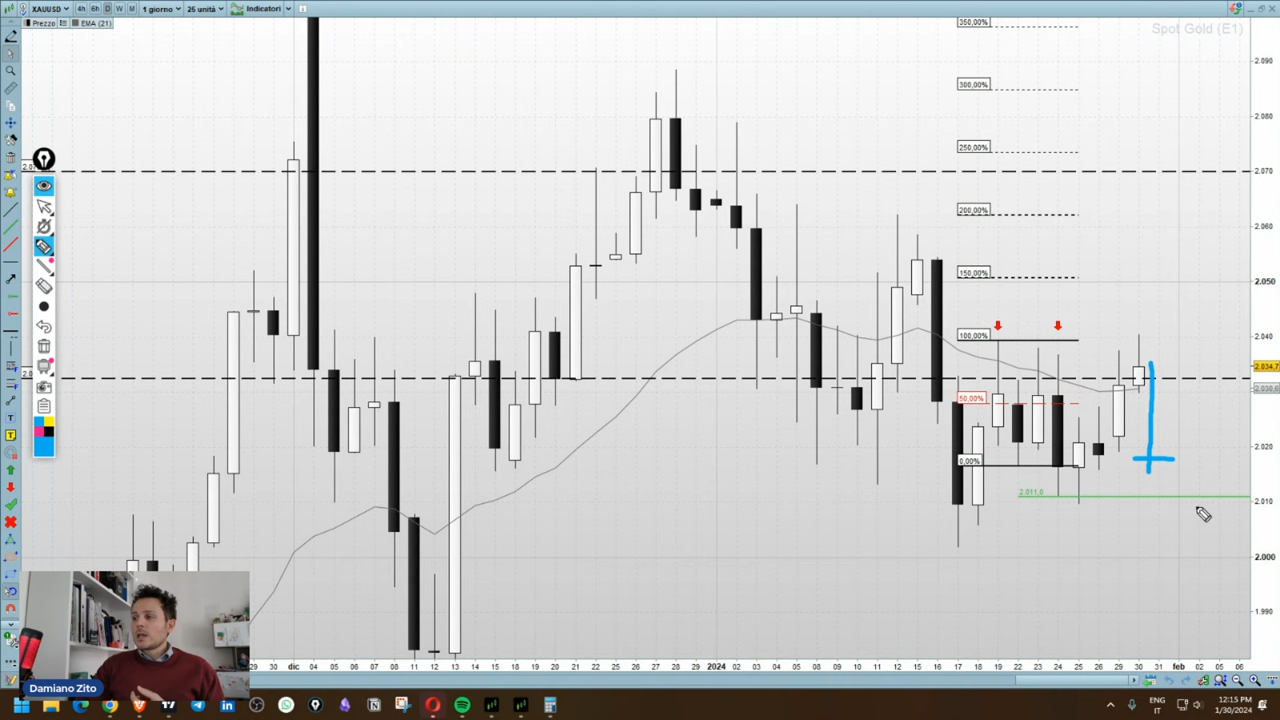 XAUUSD 4h 6h D W M 1 giorno 25 unità Indicatori
Prezzo EMA (21)
Spot Gold (E1)
350,00%
300,00%
250,00%
200,00%
150,00%
100,00%
50,00%
0,00%
2.011,0
2.090
2.080
2.070
2.060
2.050
2.040
2.034,7
2.020
2.010
2.000
1.990
29 30 dic 04 05 06 07 08 11 12 13 14 15 18 19 20 21 22 25 26 27 28 29 2024 02 03 04 05 08 09 10 11 12 15 16 17 18 19 22 23 24 25 26 29 30 31 feb 02 05 06
Damiano Zito
ENG
IT
12:15 PM
1/30/2024